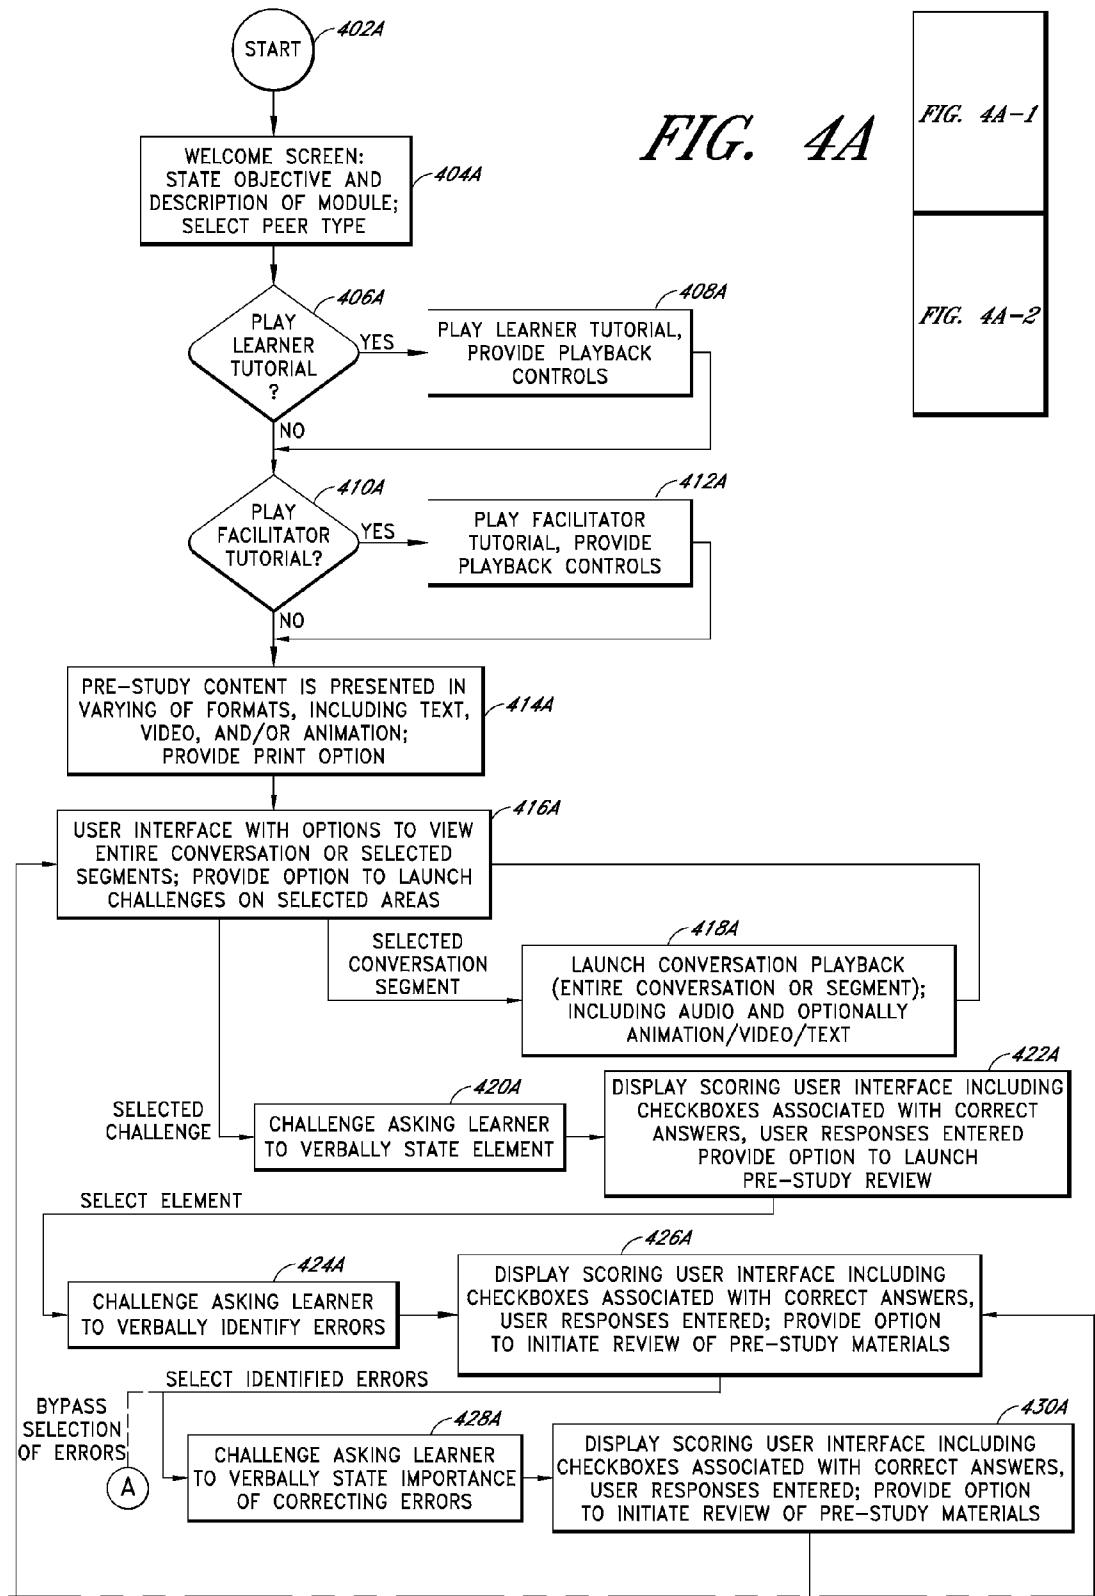 402A
START
FIG. 4A
FIG. 4A-1
FIG. 4A-2
WELCOME SCREEN:
STATE OBJECTIVE AND
DESCRIPTION OF MODULE;
SELECT PEER TYPE
404A
406A
PLAY
LEARNER
TUTORIAL
?
YES
NO
408A
PLAY LEARNER TUTORIAL,
PROVIDE PLAYBACK
CONTROLS
410A
PLAY
FACILITATOR
TUTORIAL?
YES
NO
412A
PLAY FACILITATOR
TUTORIAL, PROVIDE
PLAYBACK CONTROLS
PRE-STUDY CONTENT IS PRESENTED IN
VARYING OF FORMATS, INCLUDING TEXT,
VIDEO, AND/OR ANIMATION;
PROVIDE PRINT OPTION
414A
416A
USER INTERFACE WITH OPTIONS TO VIEW
ENTIRE CONVERSATION OR SELECTED
SEGMENTS; PROVIDE OPTION TO LAUNCH
CHALLENGES ON SELECTED AREAS
SELECTED
CONVERSATION
SEGMENT
418A
LAUNCH CONVERSATION PLAYBACK
(ENTIRE CONVERSATION OR SEGMENT);
INCLUDING AUDIO AND OPTIONALLY
ANIMATION/VIDEO/TEXT
SELECTED
CHALLENGE
420A
CHALLENGE ASKING LEARNER
TO VERBALLY STATE ELEMENT
422A
DISPLAY SCORING USER INTERFACE INCLUDING
CHECKBOXES ASSOCIATED WITH CORRECT
ANSWERS, USER RESPONSES ENTERED
PROVIDE OPTION TO LAUNCH
PRE-STUDY REVIEW
SELECT ELEMENT
424A
CHALLENGE ASKING LEARNER
TO VERBALLY IDENTIFY ERRORS
426A
DISPLAY SCORING USER INTERFACE INCLUDING
CHECKBOXES ASSOCIATED WITH CORRECT ANSWERS,
USER RESPONSES ENTERED; PROVIDE OPTION
TO INITIATE REVIEW OF PRE-STUDY MATERIALS
SELECT IDENTIFIED ERRORS
BYPASS
SELECTION
OF ERRORS
A
428A
CHALLENGE ASKING LEARNER
TO VERBALLY STATE IMPORTANCE
OF CORRECTING ERRORS
430A
DISPLAY SCORING USER INTERFACE INCLUDING
CHECKBOXES ASSOCIATED WITH CORRECT ANSWERS,
USER RESPONSES ENTERED; PROVIDE OPTION
TO INITIATE REVIEW OF PRE-STUDY MATERIALS